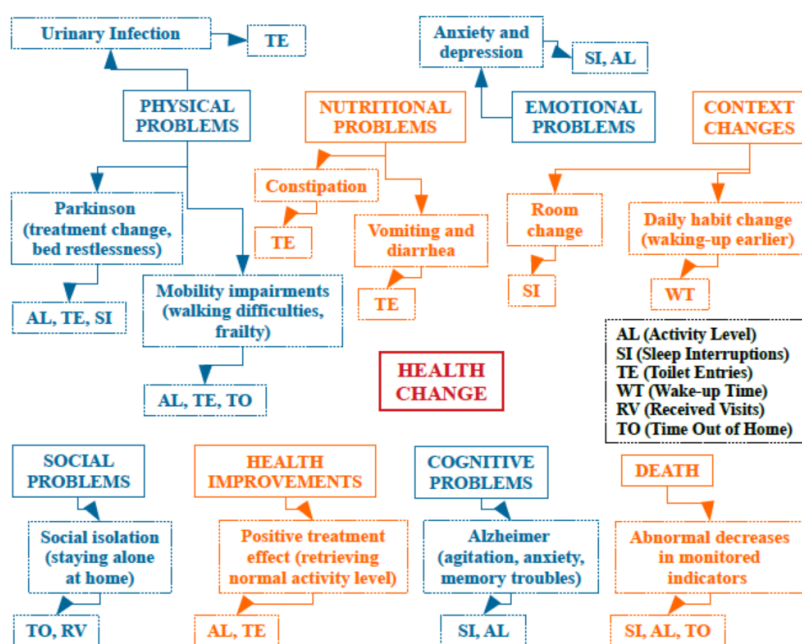 Urinary Infection
TE
Anxiety and
depression
SI, AL
PHYSICAL
PROBLEMS
NUTRITIONAL
PROBLEMS
EMOTIONAL
PROBLEMS
CONTEXT
CHANGES
Constipation
TE
Parkinson
(treatment change,
bed restlessness)
AL, TE, SI
Vomiting and
diarrhea
TE
Room
change
SI
Daily habit change
(waking-up earlier)
WT
Mobility impairments
(walking difficulties,
frailty)
AL, TE, TO
HEALTH
CHANGE
AL (Activity Level)
SI (Sleep Interruptions)
TE (Toilet Entries)
WT (Wake-up Time)
RV (Received Visits)
TO (Time Out of Home)
SOCIAL
PROBLEMS
Social isolation
(staying alone
at home)
TO, RV
HEALTH
IMPROVEMENTS
Positive treatment
effect (retrieving
normal activity level)
AL, TE
COGNITIVE
PROBLEMS
Alzheimer
(agitation, anxiety,
memory troubles)
SI, AL
DEATH
Abnormal decreases
in monitored
indicators
SI, AL, TO